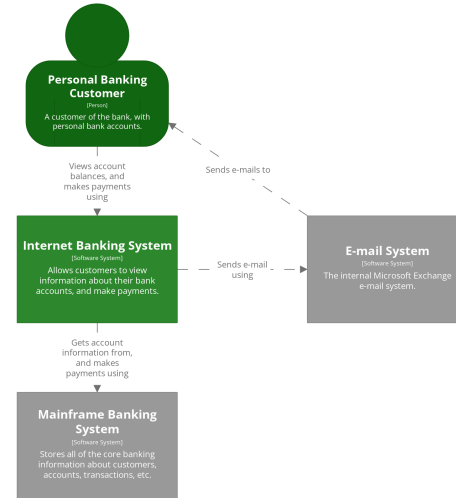 Personal Banking
Customer
[Person]
A customer of the bank, with
personal bank accounts.
Views account
balances, and
makes payments
using
Sends e-mails to
Internet Banking System
[Software System]
Allows customers to view
information about their bank
accounts, and make payments.
Sends e-mail
using
E-mail System
[Software System]
The internal Microsoft Exchange
e-mail system.
Gets account
information from,
and makes
payments using
Mainframe Banking
System
[Software System]
Stores all of the core banking
information about customers,
accounts, transactions, etc.